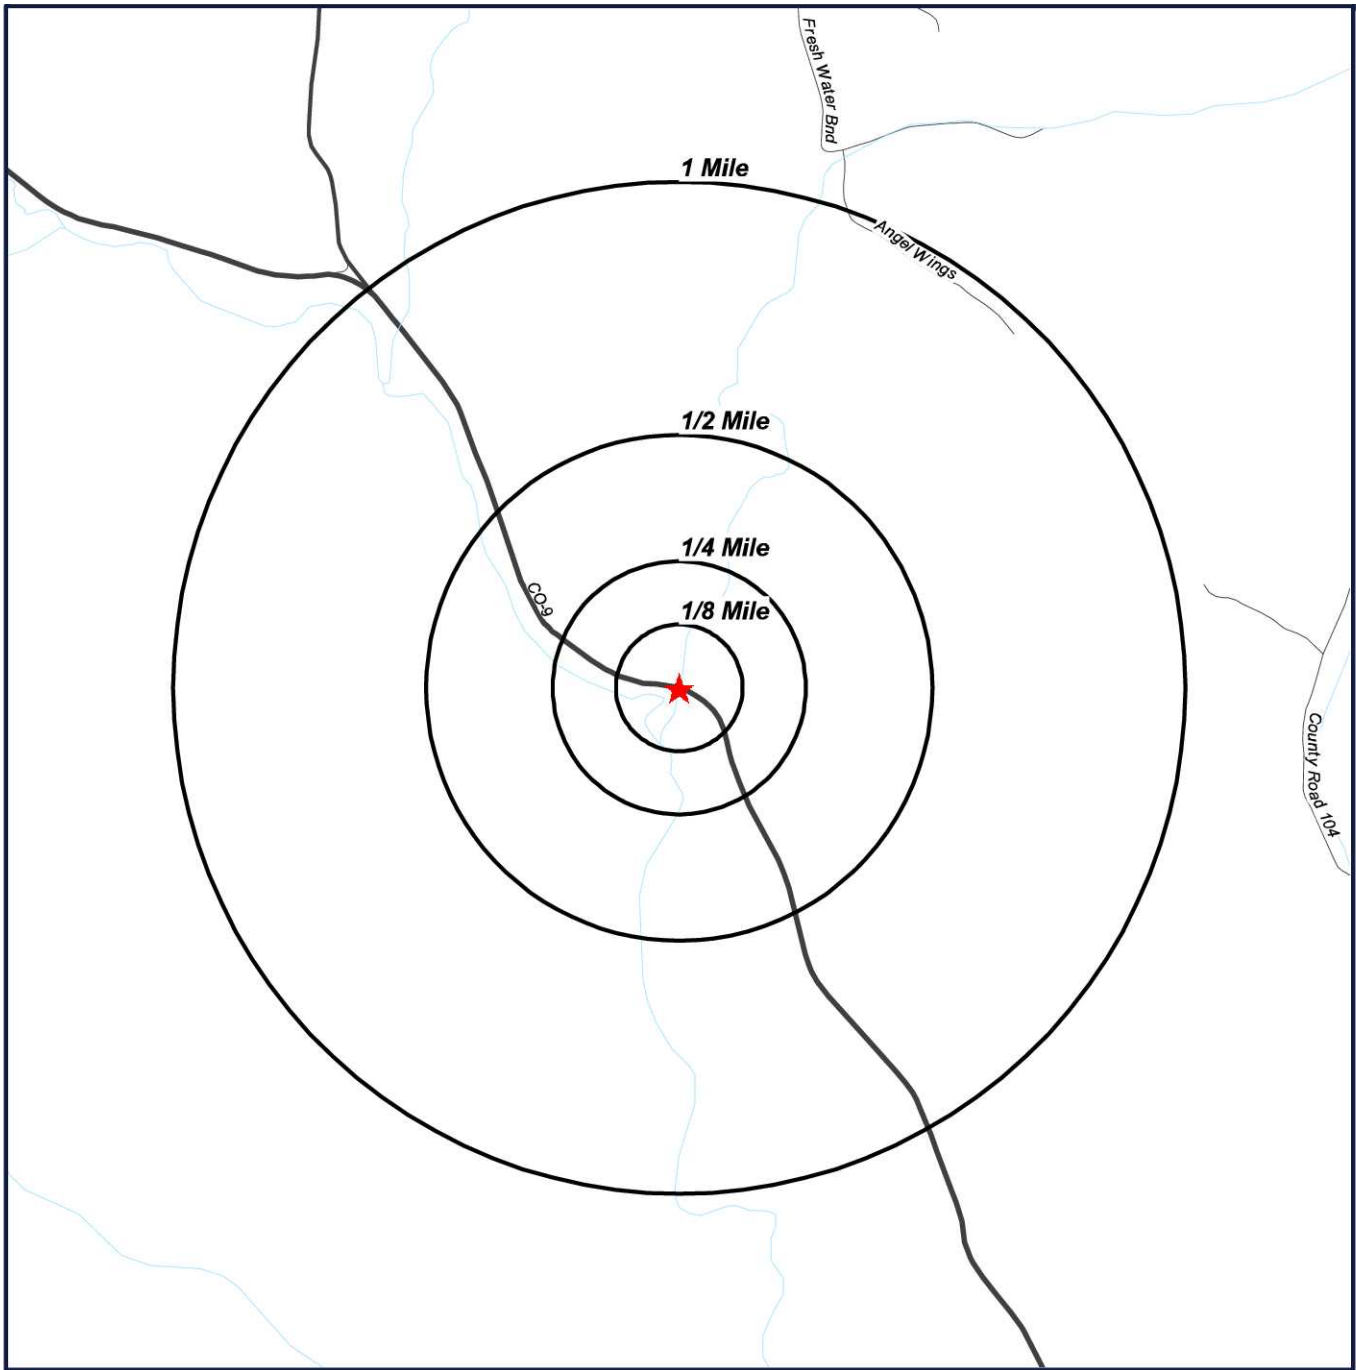 Fresh Water Bnd
1 Mile
Angel Wings
1/2 Mile
1/4 Mile
CO-9
1/8 Mile
County Road 104